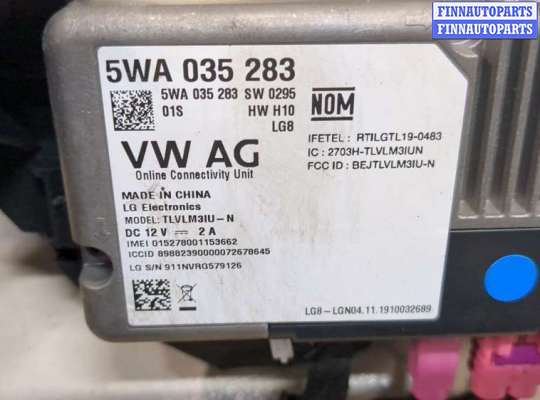 FINNAUTOPARTS
FINNAUTOPARTS
5WA 035 283
5WA 035 283 SW 0295
01S HW H10
LG8
NOM
IFETEL : RTILGTL19-0483
IC : 2703H-TLVLM3IUN
FCC ID : BEJTLVLM3IU-N
VW AG
Online Connectivity Unit
MADE IN CHINA
LG Electronics
MODEL: TLVLM3IU-N
DC 12 V 2 A
IMEI 015278001153662
ICCID 89882390000072678645
LG S/N 911NVRG579126
LG8-LGN04.11.1910032689